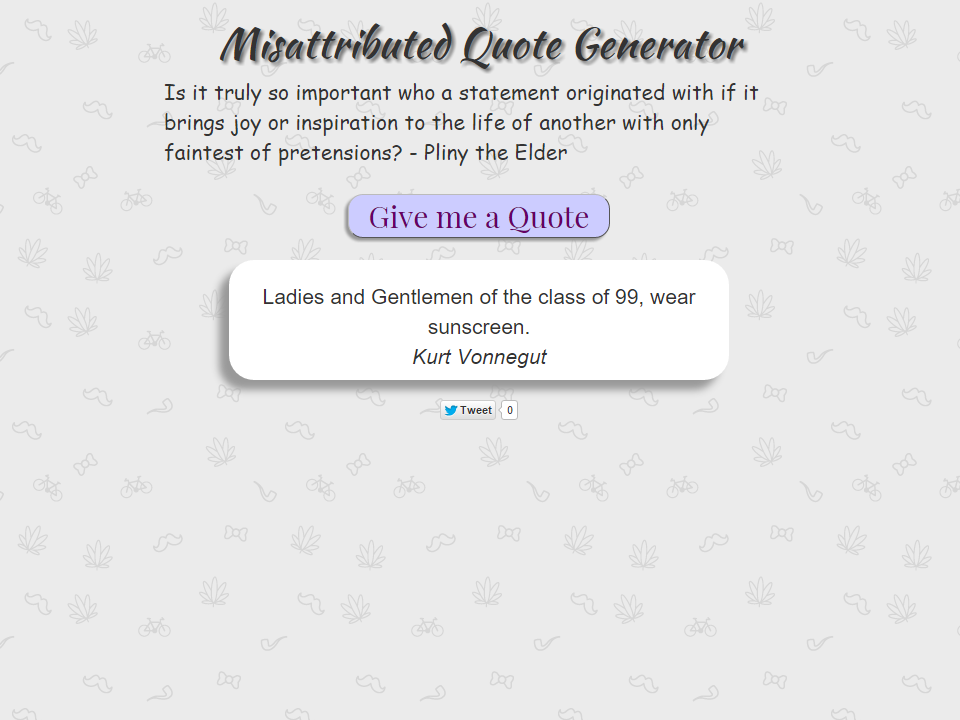 Misattributed Quote Generator
Is it truly so important who a statement originated with if it
brings joy or inspiration to the life of another with only
faintest of pretensions? - Pliny the Elder
Give me a Quote
Ladies and Gentlemen of the class of 99, wear
sunscreen.
Kurt Vonnegut
Tweet 0